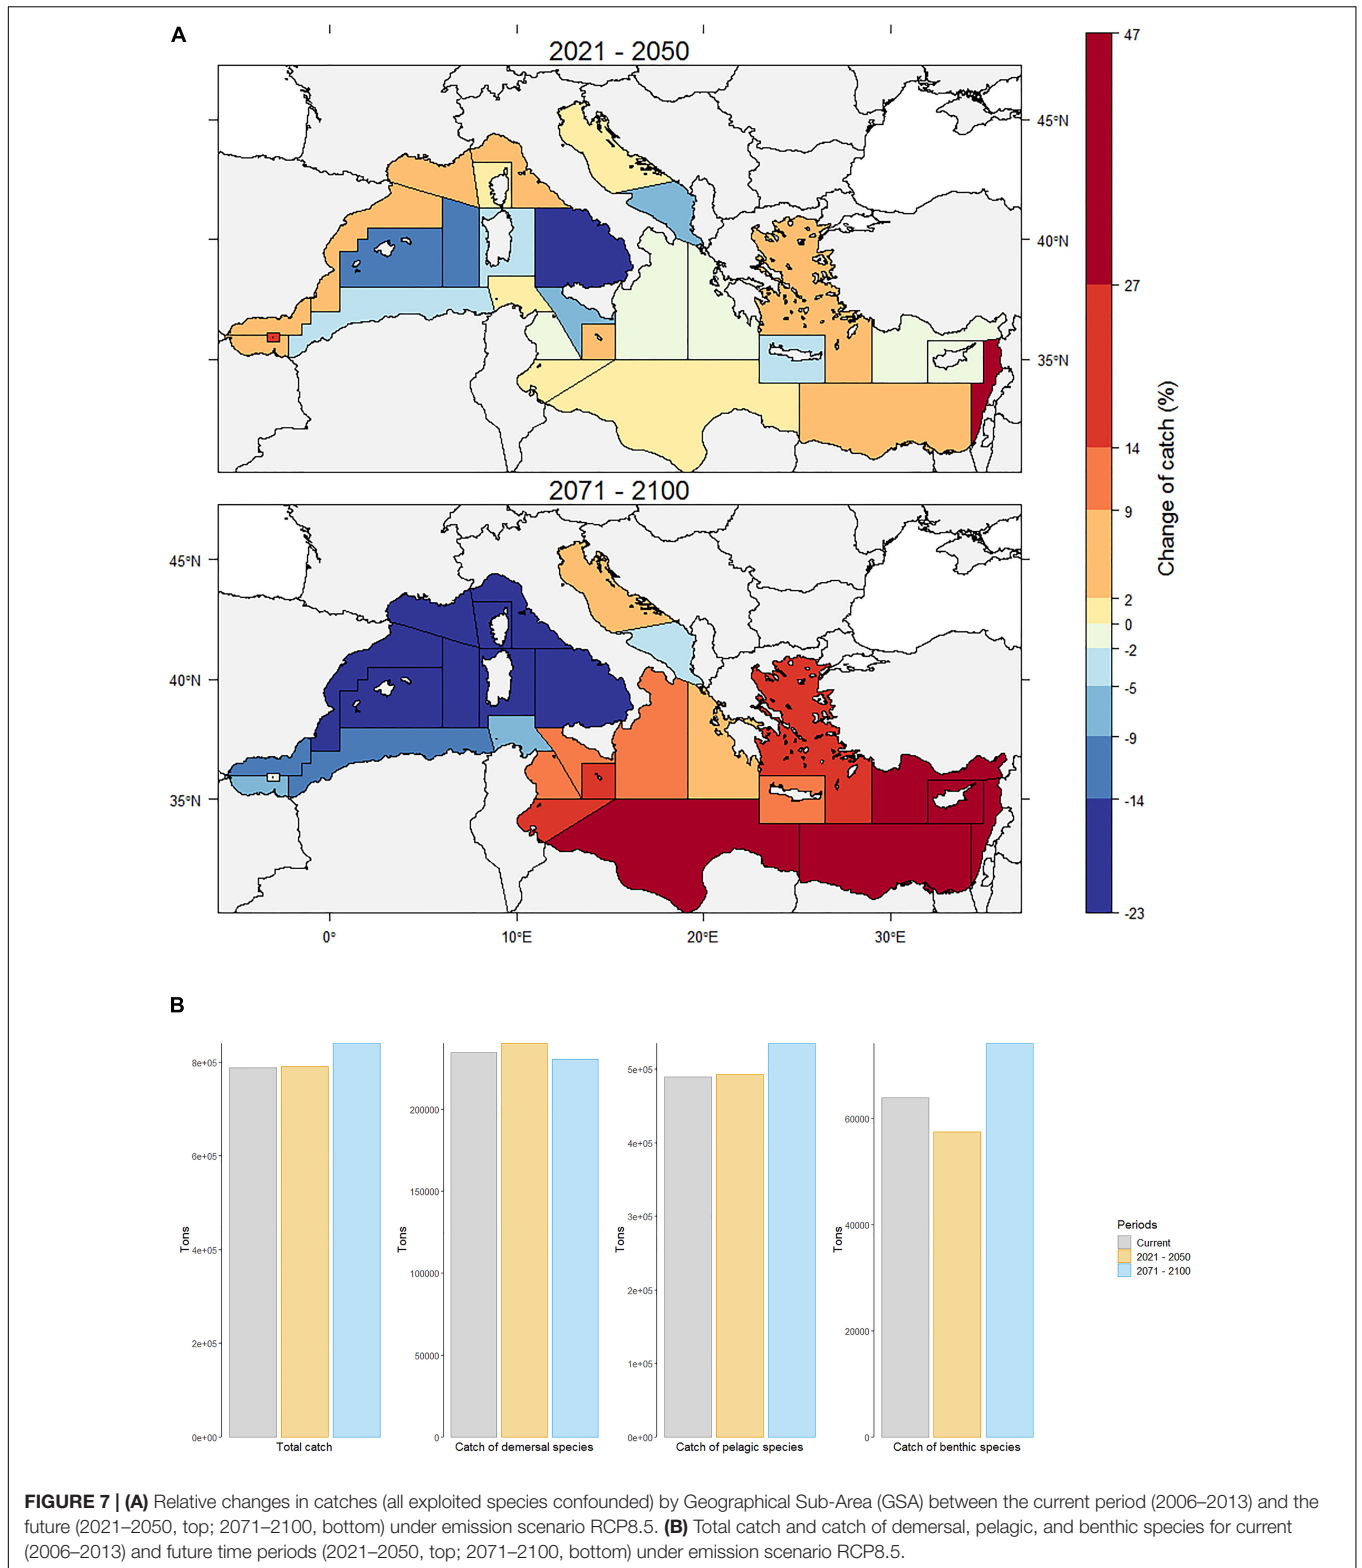 A
2021 - 2050
47
45°N
40°N
35°N
27
14
9
2
0
-2
-5
-9
-14
-23
Change of catch (%)
2071 - 2100
45°N
40°N
35°N
0°
10°E
20°E
30°E
B
8e+05
6e+05
4e+05
2e+05
0e+00
Tons
Total catch
200000
150000
100000
50000
0
Tons
Catch of demersal species
5e+05
4e+05
3e+05
2e+05
1e+05
0e+00
Tons
Catch of pelagic species
60000
40000
20000
0
Tons
Catch of benthic species
Periods
Current
2021 - 2050
2071 - 2100
FIGURE 7 | (A) Relative changes in catches (all exploited species confounded) by Geographical Sub-Area (GSA) between the current period (2006–2013) and the
future (2021–2050, top; 2071–2100, bottom) under emission scenario RCP8.5. (B) Total catch and catch of demersal, pelagic, and benthic species for current
(2006–2013) and future time periods (2021–2050, top; 2071–2100, bottom) under emission scenario RCP8.5.